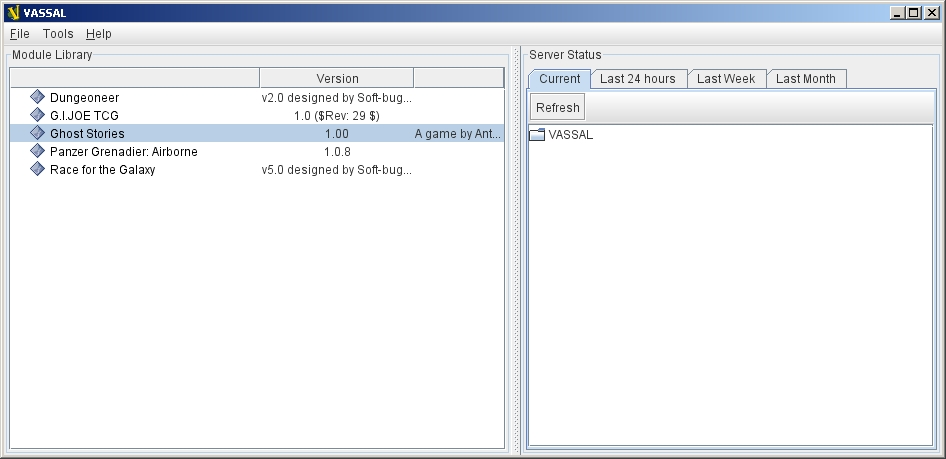 VASSAL
File Tools Help
Module Library
Version
Dungeoneer v2.0 designed by Soft-bug...
G.I.JOE TCG 1.0 ($Rev: 29 $)
Ghost Stories 1.00 A game by Ant...
Panzer Grenadier: Airborne 1.0.8
Race for the Galaxy v5.0 designed by Soft-bug...
Server Status
Current Last 24 hours Last Week Last Month
Refresh
VASSAL